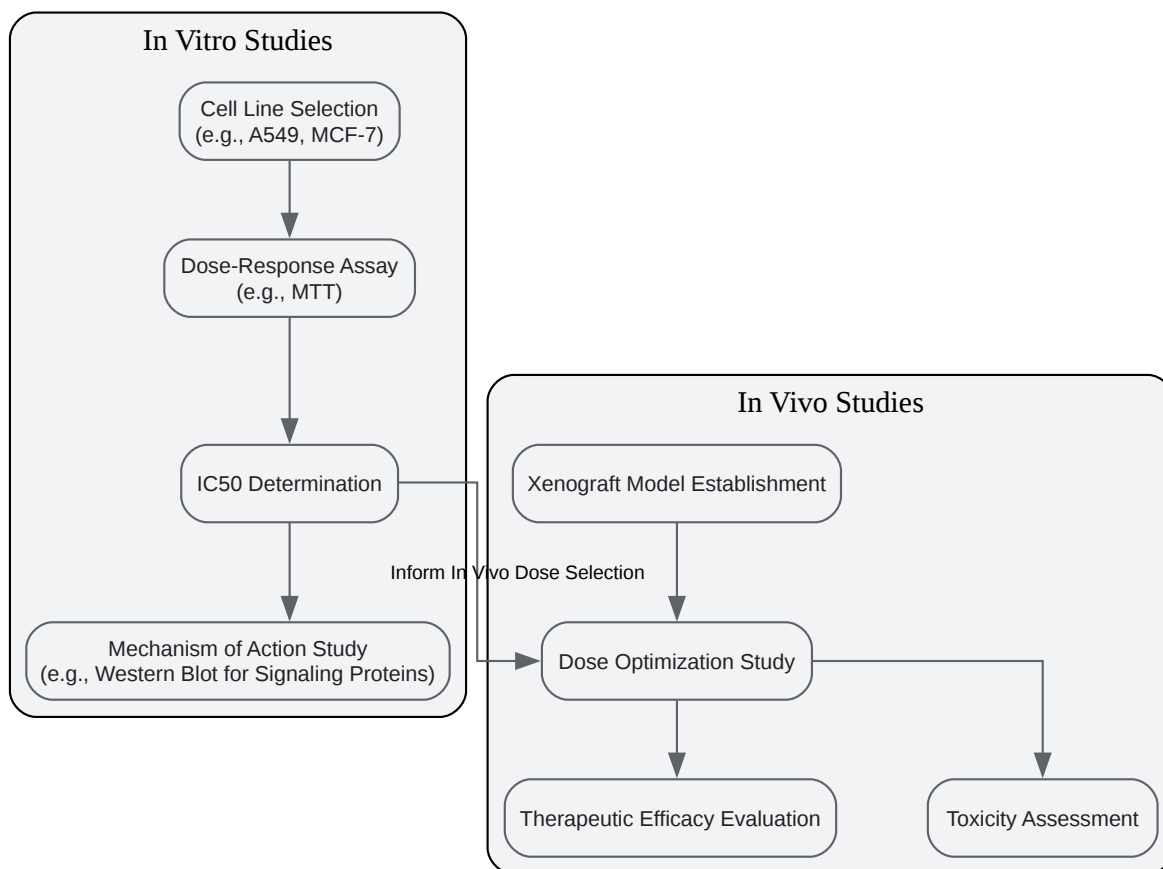 In Vitro Studies
Cell Line Selection
(e.g., A549, MCF-7)
Dose-Response Assay
(e.g., MTT)
IC50 Determination
Mechanism of Action Study
(e.g., Western Blot for Signaling Proteins)
Inform In Vivo Dose Selection
In Vivo Studies
Xenograft Model Establishment
Dose Optimization Study
Therapeutic Efficacy Evaluation
Toxicity Assessment